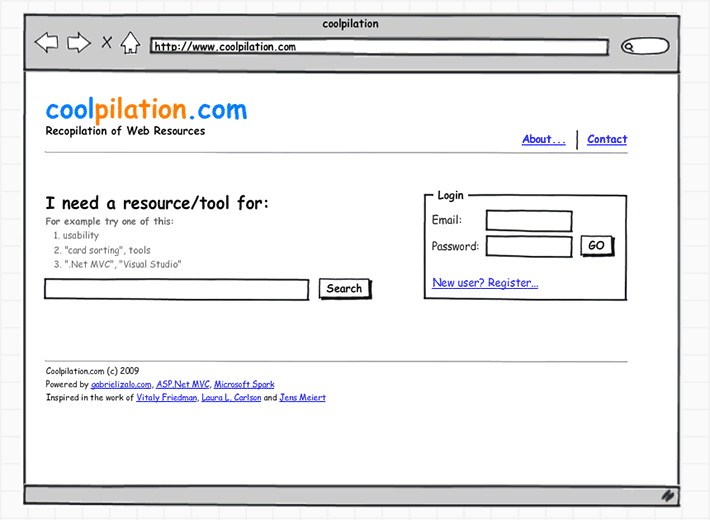 coolpilation
http://www.coolpilation.com
coolpilation.com
Recopilation of Web Resources
About... Contact
I need a resource/tool for:
For example try one of this:
1. usability
2. "card sorting", tools
3. ".Net MVC", "Visual Studio"
Search
Login
Email:
Password: GO
New user? Register...
Coolpilation.com (c) 2009
Powered by gabrielizalo.com, ASP.Net MVC, Microsoft Spark
Inspired in the work of Vitaly Friedman, Laura L. Carlson and Jens Meiert